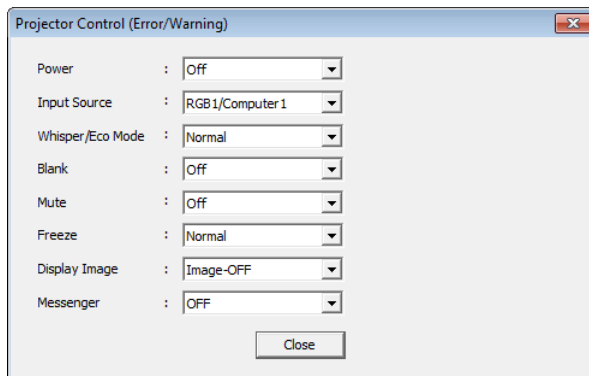 Projector Control (Error/Warning)
Power : Off
Input Source : RGB1/Computer1
Whisper/Eco Mode : Normal
Blank : Off
Mute : Off
Freeze : Normal
Display Image : Image-OFF
Messenger : OFF
Close